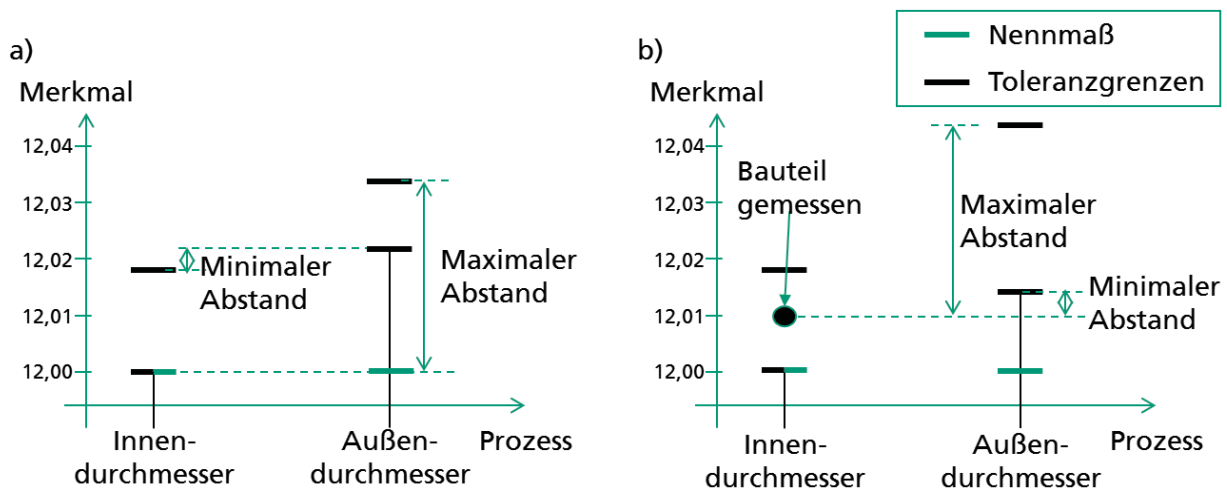 a)
Merkmal
12,04
12,03
12,02
12,01
12,00
Minimaler
Abstand
Maximaler
Abstand
Innen-
durchmesser
Außen-
durchmesser
Prozess
b)
Nennmaß
Toleranzgrenzen
Merkmal
12,04
12,03
12,02
12,01
12,00
Bauteil
gemessen
Maximaler
Abstand
Minimaler
Abstand
Innen-
durchmesser
Außen-
durchmesser
Prozess